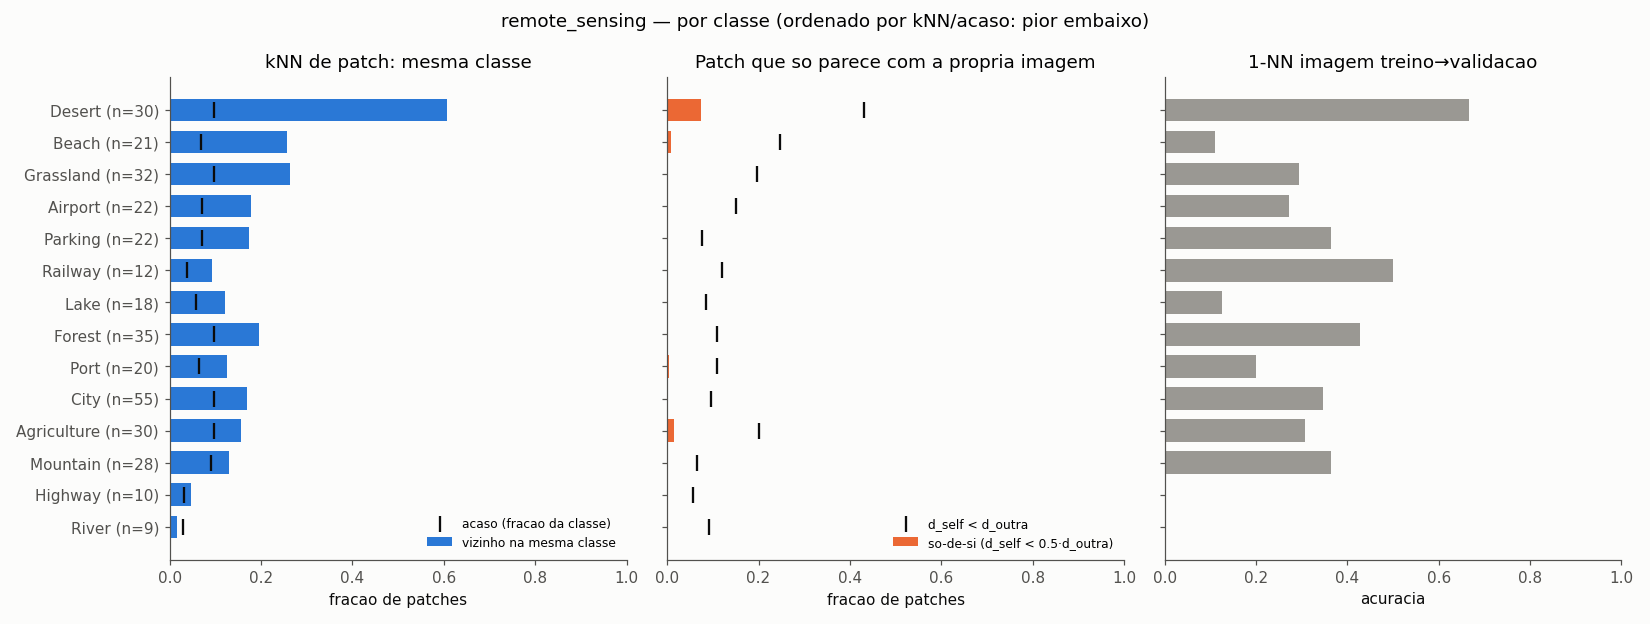 remote_sensing — por classe (ordenado por kNN/acaso: pior embaixo)
kNN de patch: mesma classe
Desert (n=30)
Beach (n=21)
Grassland (n=32)
Airport (n=22)
Parking (n=22)
Railway (n=12)
Lake (n=18)
Forest (n=35)
Port (n=20)
City (n=55)
Agriculture (n=30)
Mountain (n=28)
Highway (n=10)
River (n=9)
acaso (fracao da classe)
vizinho na mesma classe
0.0 0.2 0.4 0.6 0.8 1.0
fracao de patches
Patch que so parece com a propria imagem
d_self < d_outra
so-de-si (d_self < 0.5·d_outra)
0.0 0.2 0.4 0.6 0.8 1.0
fracao de patches
1-NN imagem treino→validacao
0.0 0.2 0.4 0.6 0.8 1.0
acuracia